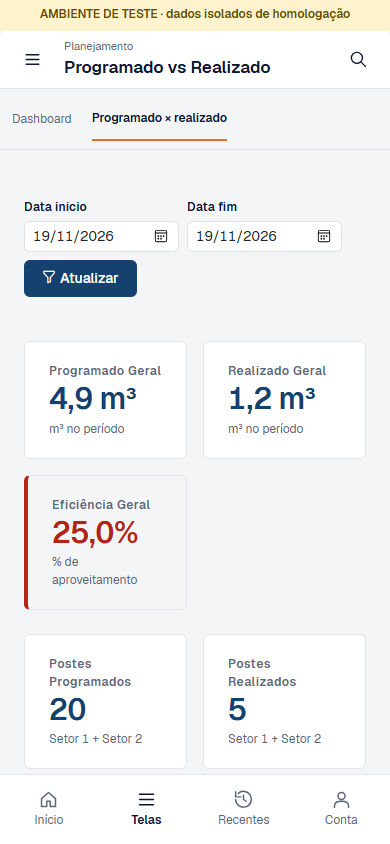 AMBIENTE DE TESTE · dados isolados de homologação
Planejamento
Programado vs Realizado
Dashboard
Programado × realizado
Data início
Data fim
19/11/2026
19/11/2026
Atualizar
Programado Geral
4,9 m³
m³ no período
Realizado Geral
1,2 m³
m³ no período
Eficiência Geral
25,0%
% de
aproveitamento
Postes
Programados
20
Setor 1 + Setor 2
Postes
Realizados
5
Setor 1 + Setor 2
Início
Telas
Recentes
Conta